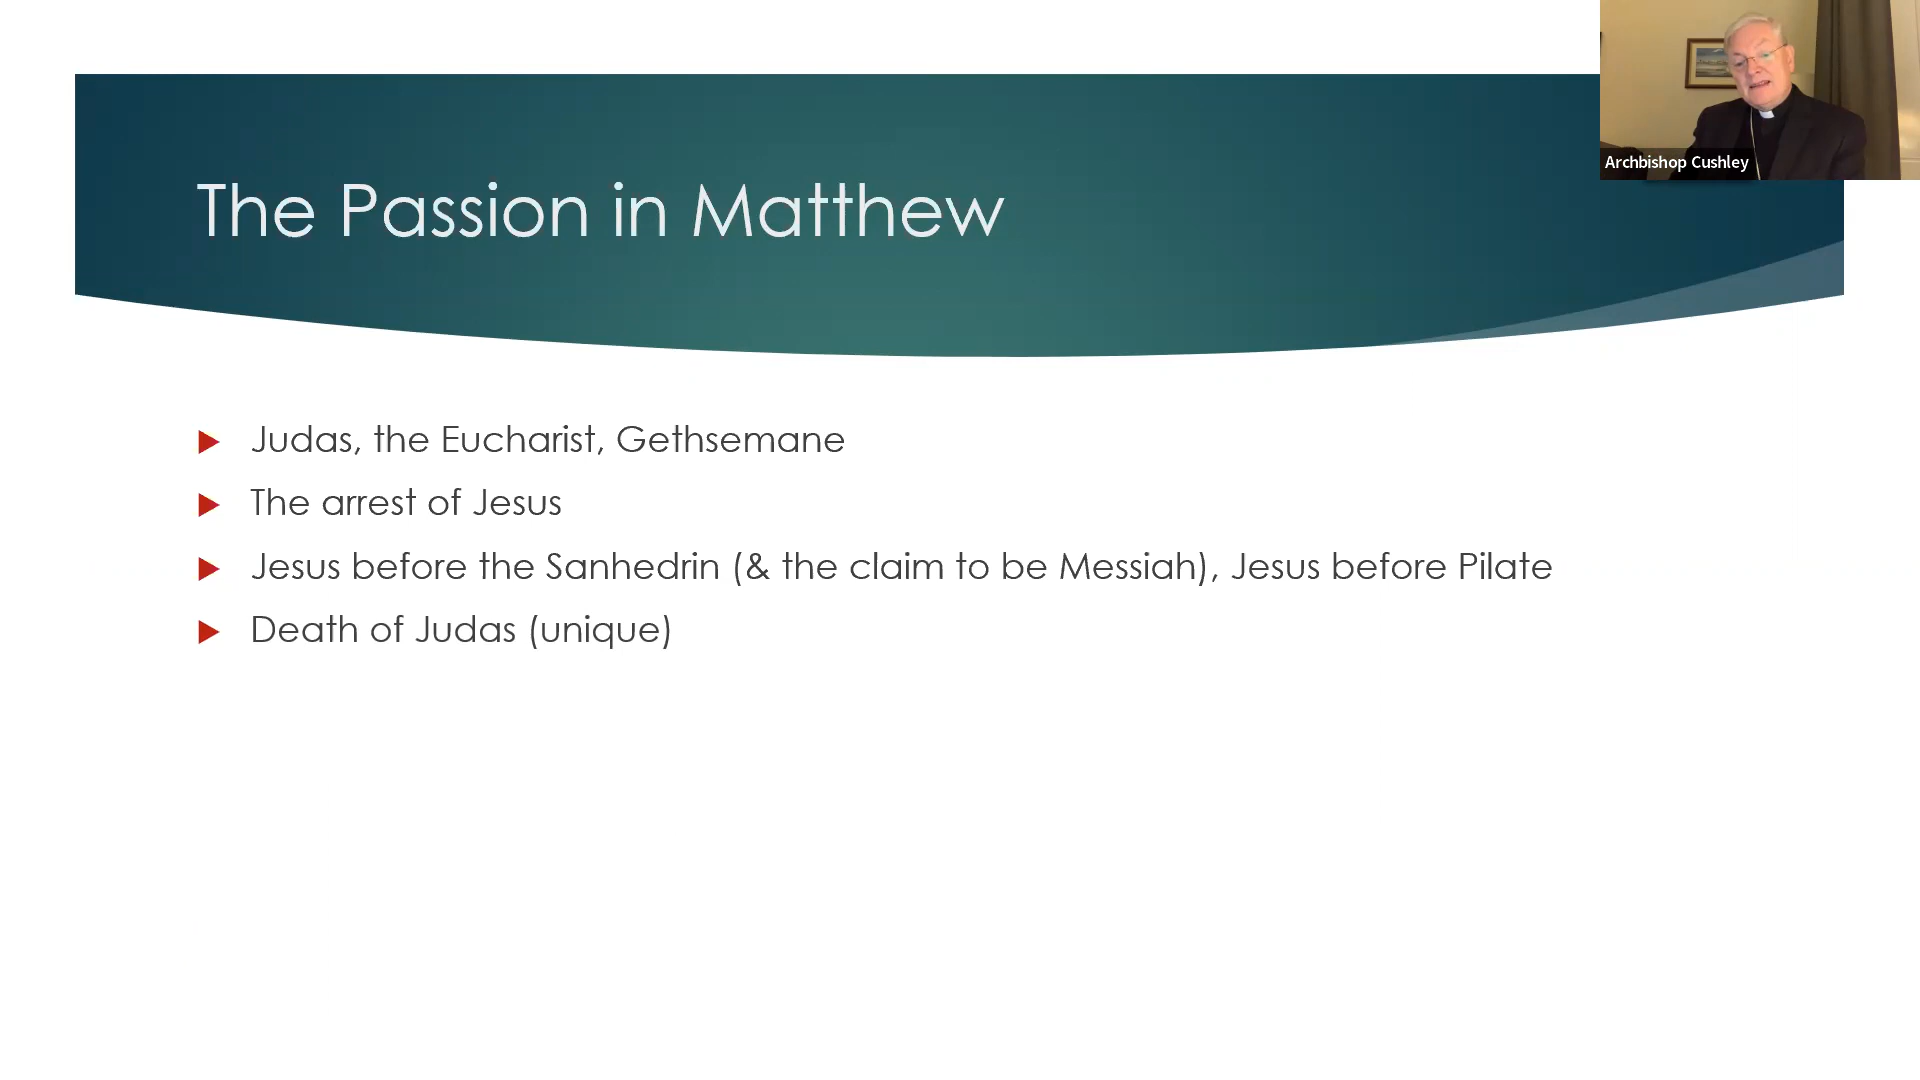 The Passion in Matthew
Archbishop Cushley
Judas, the Eucharist, Gethsemane
The arrest of Jesus
Jesus before the Sanhedrin (& the claim to be Messiah), Jesus before Pilate
Death of Judas (unique)